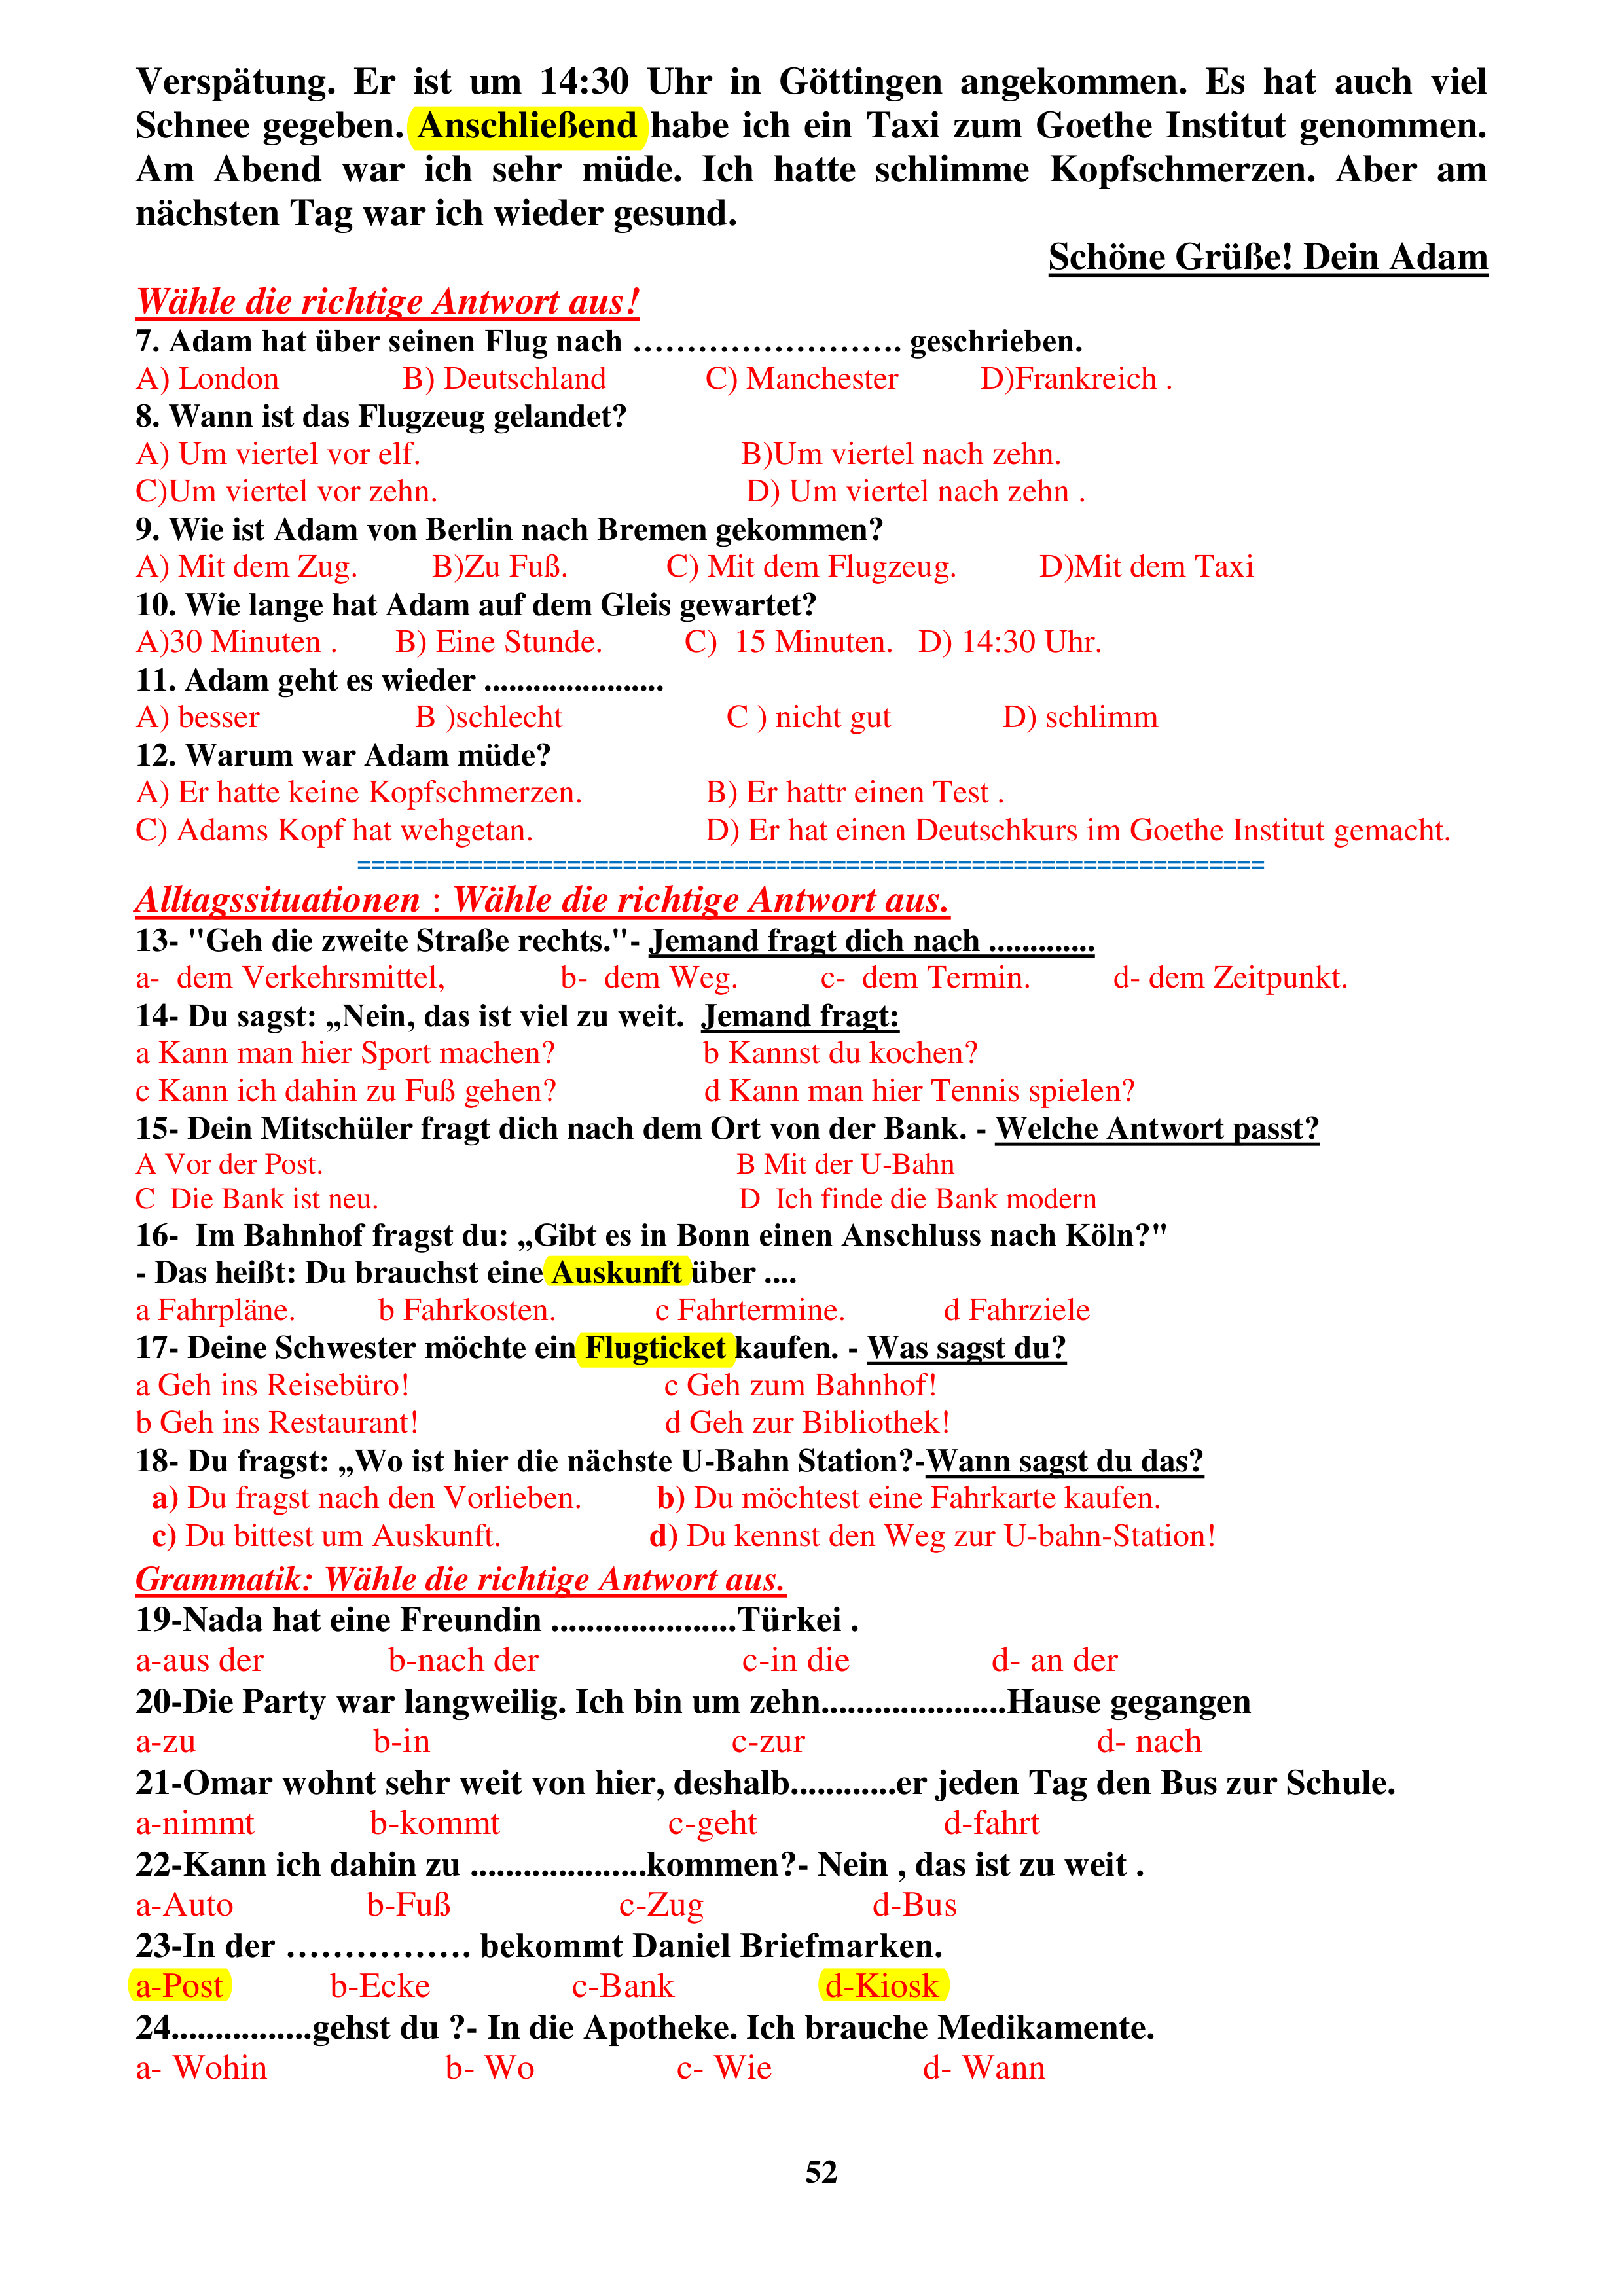 Verspätung. Er ist um 14:30 Uhr in Göttingen angekommen. Es hat auch viel
Schnee gegeben. Anschließend habe ich ein Taxi zum Goethe Institut genommen.
Am Abend war ich sehr müde. Ich hatte schlimme Kopfschmerzen. Aber am
nächsten Tag war ich wieder gesund.
Schöne Grüße! Dein Adam
Wähle die richtige Antwort aus!
7. Adam hat über seinen Flug nach ……………………. geschrieben.
A) London B) Deutschland C) Manchester D)Frankreich .
8. Wann ist das Flugzeug gelandet?
A) Um viertel vor elf. B)Um viertel nach zehn.
C)Um viertel vor zehn. D) Um viertel nach zehn .
9. Wie ist Adam von Berlin nach Bremen gekommen?
A) Mit dem Zug. B)Zu Fuß. C) Mit dem Flugzeug. D)Mit dem Taxi
10. Wie lange hat Adam auf dem Gleis gewartet?
A)30 Minuten . B) Eine Stunde. C) 15 Minuten. D) 14:30 Uhr.
11. Adam geht es wieder ......................
A) besser B )schlecht C ) nicht gut D) schlimm
12. Warum war Adam müde?
A) Er hatte keine Kopfschmerzen. B) Er hattr einen Test .
C) Adams Kopf hat wehgetan. D) Er hat einen Deutschkurs im Goethe Institut gemacht.
=================================================================
Alltagssituationen : Wähle die richtige Antwort aus.
13- "Geh die zweite Straße rechts."- Jemand fragt dich nach .............
a- dem Verkehrsmittel, b- dem Weg. c- dem Termin. d- dem Zeitpunkt.
14- Du sagst: „Nein, das ist viel zu weit. Jemand fragt:
a Kann man hier Sport machen? b Kannst du kochen?
c Kann ich dahin zu Fuß gehen? d Kann man hier Tennis spielen?
15- Dein Mitschüler fragt dich nach dem Ort von der Bank. - Welche Antwort passt?
A Vor der Post. B Mit der U-Bahn
C Die Bank ist neu. D Ich finde die Bank modern
16- Im Bahnhof fragst du: „Gibt es in Bonn einen Anschluss nach Köln?"
- Das heißt: Du brauchst eine Auskunft über ....
a Fahrpläne. b Fahrkosten. c Fahrtermine. d Fahrziele
17- Deine Schwester möchte ein Flugticket kaufen. - Was sagst du?
a Geh ins Reisebüro! c Geh zum Bahnhof!
b Geh ins Restaurant! d Geh zur Bibliothek!
18- Du fragst: „Wo ist hier die nächste U-Bahn Station?-Wann sagst du das?
a) Du fragst nach den Vorlieben. b) Du möchtest eine Fahrkarte kaufen.
c) Du bittest um Auskunft. d) Du kennst den Weg zur U-bahn-Station!
Grammatik: Wähle die richtige Antwort aus.
19-Nada hat eine Freundin .....................Türkei .
a-aus der b-nach der c-in die d- an der
20-Die Party war langweilig. Ich bin um zehn.....................Hause gegangen
a-zu b-in c-zur d- nach
21-Omar wohnt sehr weit von hier, deshalb............er jeden Tag den Bus zur Schule.
a-nimmt b-kommt c-geht d-fahrt
22-Kann ich dahin zu ....................kommen?- Nein , das ist zu weit .
a-Auto b-Fuß c-Zug d-Bus
23-In der ……………. bekommt Daniel Briefmarken.
a-Post b-Ecke c-Bank d-Kiosk
24................gehst du ?- In die Apotheke. Ich brauche Medikamente.
a- Wohin b- Wo c- Wie d- Wann
52